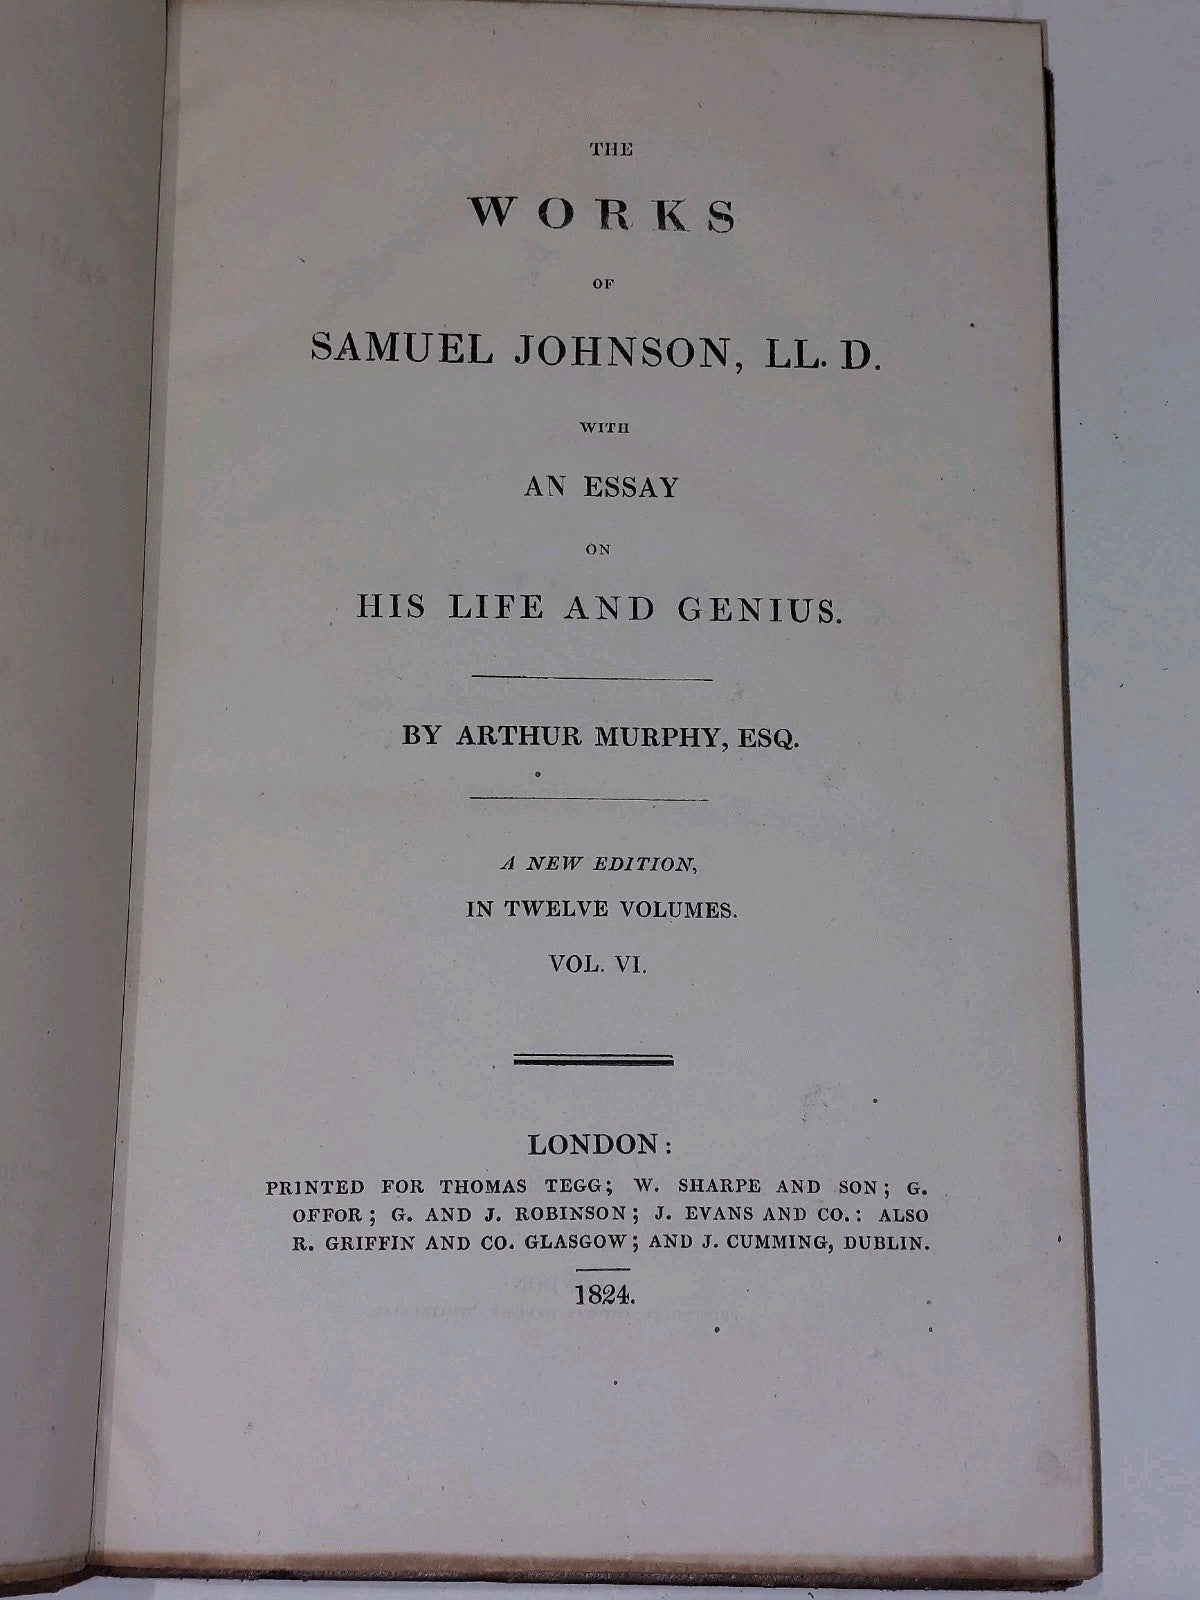 THE
WORKS
OF
SAMUEL JOHNSON, LL. D.
WITH
AN ESSAY
ON
HIS LIFE AND GENIUS.
BY ARTHUR MURPHY, ESQ.
A NEW EDITION,
IN TWELVE VOLUMES.
VOL. VI.
LONDON:
PRINTED FOR THOMAS TEGG; W. SHARPE AND SON; G.
OFFOR; G. AND J. ROBINSON; J. EVANS AND CO.: ALSO
R. GRIFFIN AND CO. GLASGOW; AND J. CUMMING, DUBLIN.
1824.